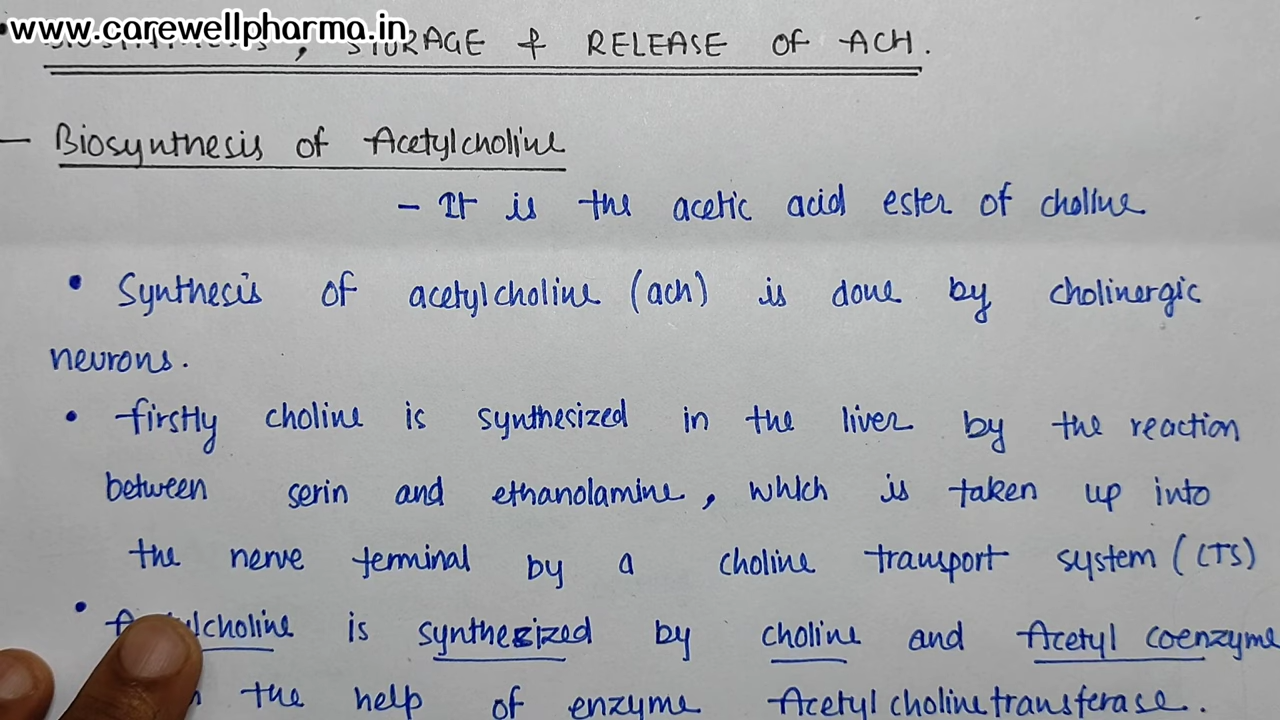 www.carewellpharma.in
, STORAGE & RELEASE OF ACH.
– Biosynthesis of Acetylcholine
– It is the acetic acid ester of choline
• Synthesis of acetylcholine (ach) is done by cholinergic
neurons.
• firstly choline is synthesized in the liver by the reaction
between serin and ethanolamine, which is taken up into
the nerve terminal by a choline transport system (CTS)
• is synthesized by choline and Acetyl coenzyme
the help of enzyme Acetyl cholinetransferase.